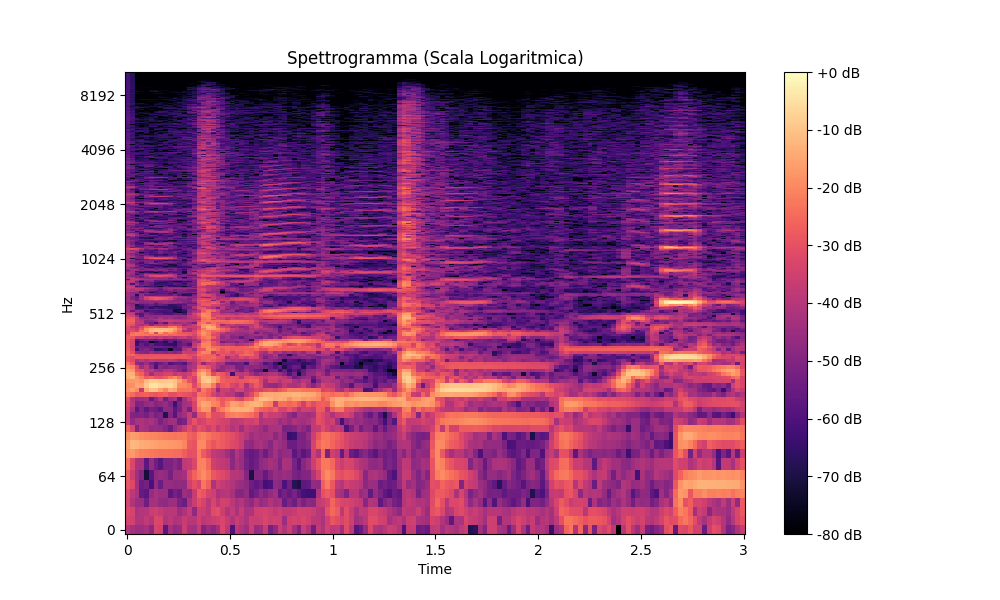 Spettrogramma (Scala Logaritmica)
Hz
8192
4096
2048
1024
512
256
128
64
0
0 0.5 1 1.5 2 2.5 3
Time
+0 dB
-10 dB
-20 dB
-30 dB
-40 dB
-50 dB
-60 dB
-70 dB
-80 dB